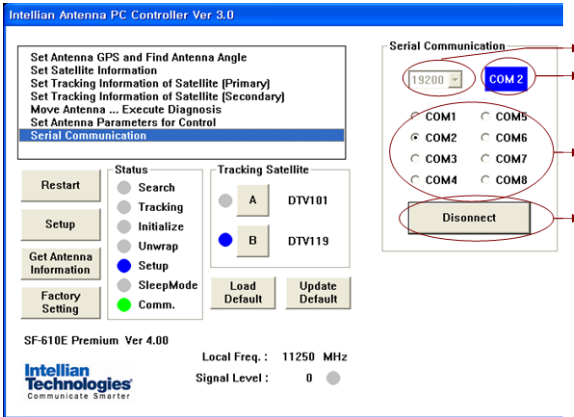 Intellian Antenna PC Controller Ver 3.0
Set Antenna GPS and Find Antenna Angle
Set Satellite Information
Set Tracking Information of Satellite (Primary)
Set Tracking Information of Satellite (Secondary)
Move Antenna ... Execute Diagnosis
Set Antenna Parameters for Control
Serial Communication
Serial Communication
19200
COM 2
COM1
COM5
COM2
COM6
COM3
COM7
COM4
COM8
Disonnect
Restart
Setup
Get Antenna
Information
Factory
Setting
Status
Search
Tracking
Initialize
Unwrap
Setup
SleepMode
Comm.
Tracking Satellite
A
DTV101
B
DTV119
Load
Default
Update
Default
SF-610E Premium Ver 4.00
Local Freq. : 11250 MHz
Signal Level : 0
Intellian
Technologies
Communicate Smarter